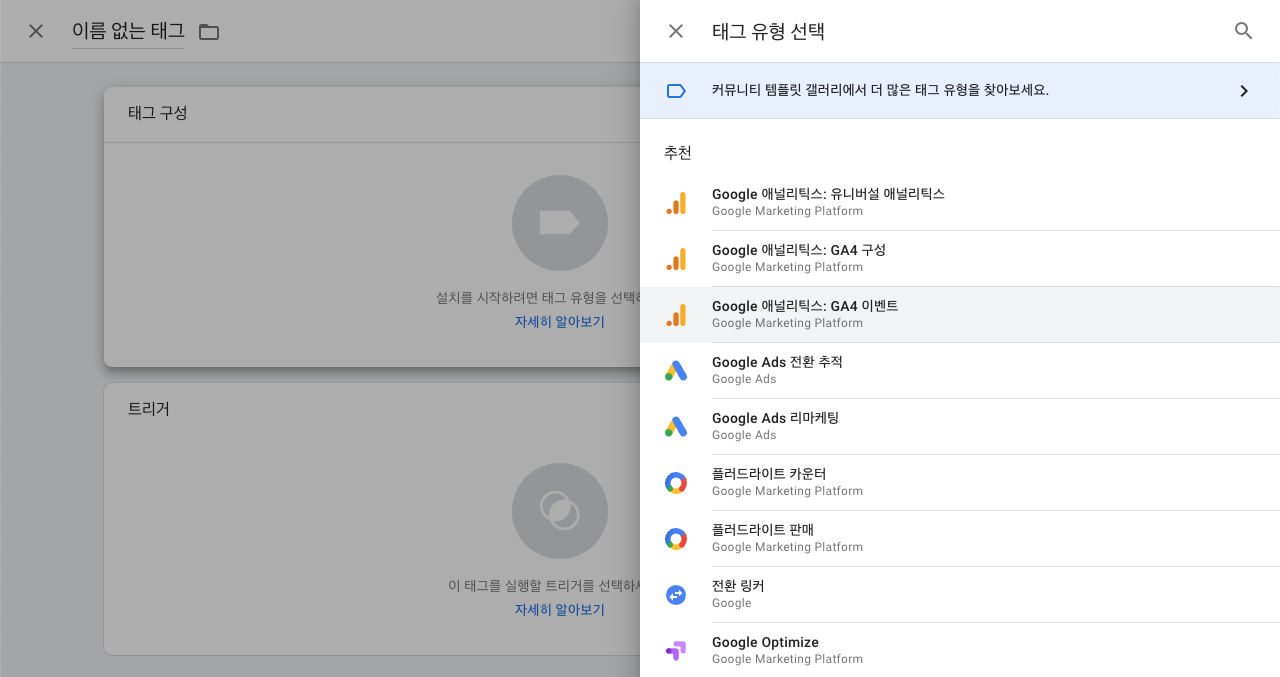 이름 없는 태그
태그 구성
설치를 시작하려면 태그 유형을 선택
자세히 알아보기
트리거
이 태그를 실행할 트리거를 선택하
자세히 알아보기
태그 유형 선택
커뮤니티 템플릿 갤러리에서 더 많은 태그 유형을 찾아보세요.
추천
Google 애널리틱스: 유니버설 애널리틱스
Google Marketing Platform
Google 애널리틱스: GA4 구성
Google Marketing Platform
Google 애널리틱스: GA4 이벤트
Google Marketing Platform
Google Ads 전환 추적
Google Ads
Google Ads 리마케팅
Google Ads
플러드라이트 카운터
Google Marketing Platform
플러드라이트 판매
Google Marketing Platform
전환 링커
Google
Google Optimize
Google Marketing Platform